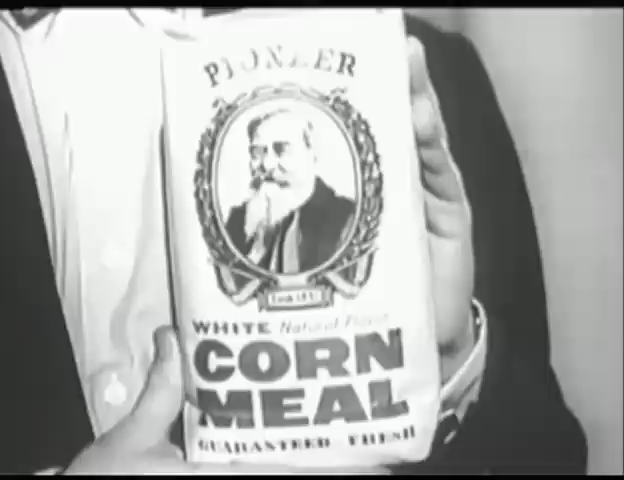 PIONEER
WHITE Natural Flavor
CORN
MEAL
GUARANTEED FRESH